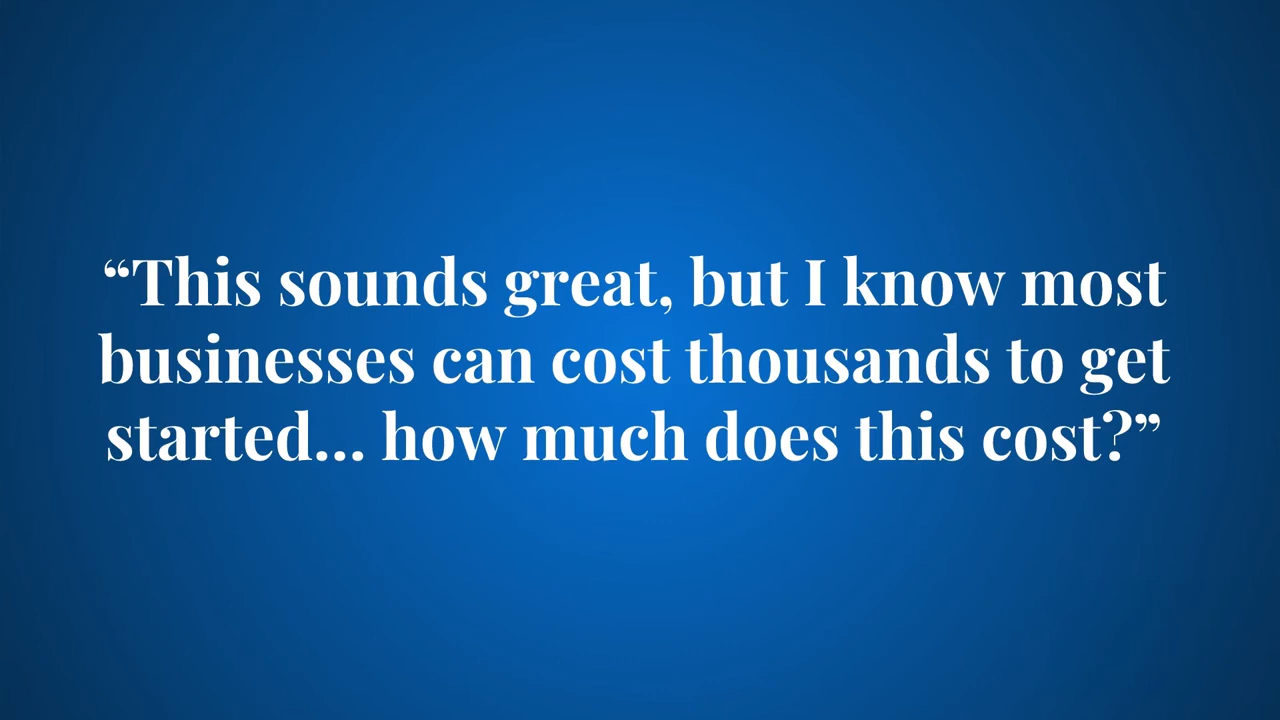 “This sounds great, but I know most
businesses can cost thousands to get
started... how much does this cost?”